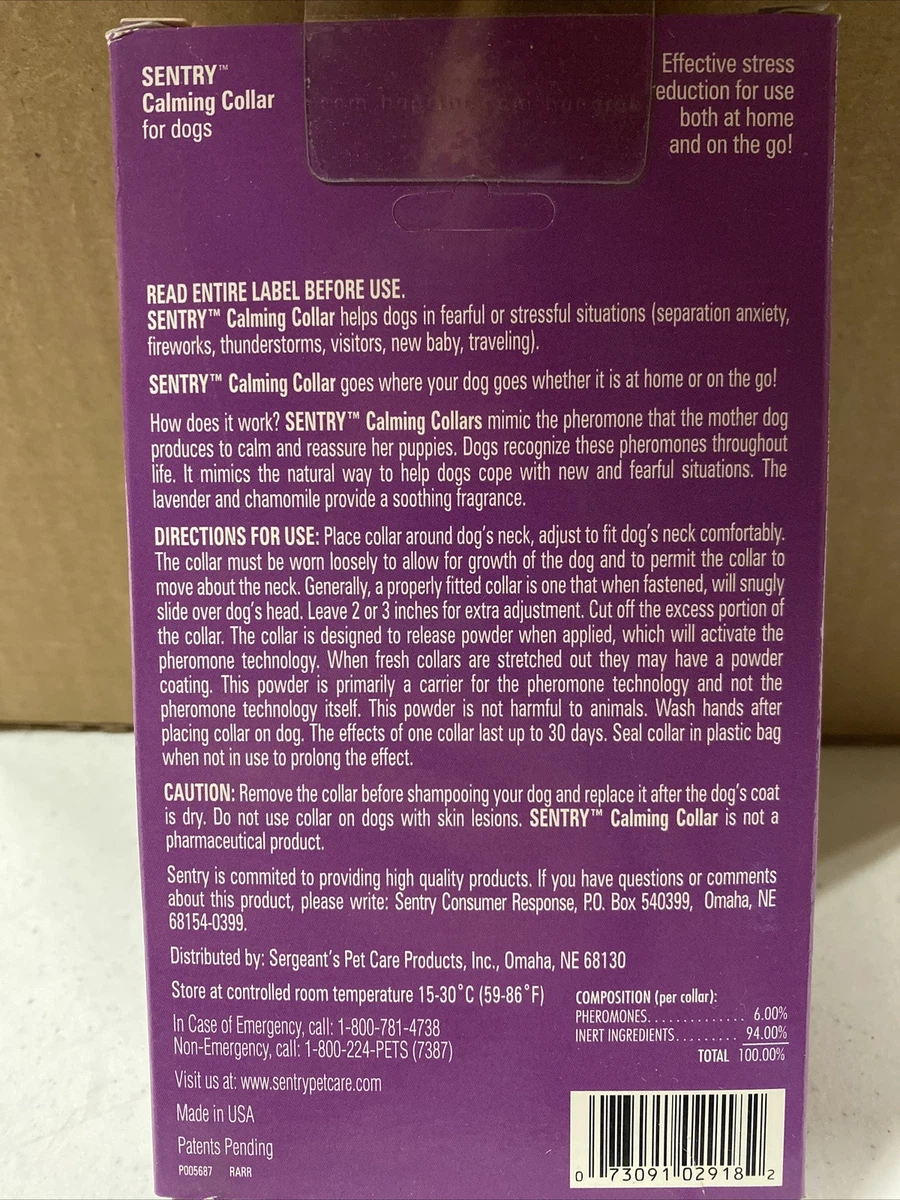 SENTRY™
Calming Collar
for dogs
Effective stress
reduction for use
both at home
and on the go!
READ ENTIRE LABEL BEFORE USE.
SENTRY™ Calming Collar helps dogs in fearful or stressful situations (separation anxiety,
fireworks, thunderstorms, visitors, new baby, traveling).
SENTRY™ Calming Collar goes where your dog goes whether it is at home or on the go!
How does it work? SENTRY™ Calming Collars mimic the pheromone that the mother dog
produces to calm and reassure her puppies. Dogs recognize these pheromones throughout
life. It mimics the natural way to help dogs cope with new and fearful situations. The
lavender and chamomile provide a soothing fragrance.
DIRECTIONS FOR USE: Place collar around dog's neck, adjust to fit dog's neck comfortably.
The collar must be worn loosely to allow for growth of the dog and to permit the collar to
move about the neck. Generally, a properly fitted collar is one that when fastened, will snugly
slide over dog's head. Leave 2 or 3 inches for extra adjustment. Cut off the excess portion of
the collar. The collar is designed to release powder when applied, which will activate the
pheromone technology. When fresh collars are stretched out they may have a powder
coating. This powder is primarily a carrier for the pheromone technology and not the
pheromone technology itself. This powder is not harmful to animals. Wash hands after
placing collar on dog. The effects of one collar last up to 30 days. Seal collar in plastic bag
when not in use to prolong the effect.
CAUTION: Remove the collar before shampooing your dog and replace it after the dog's coat
is dry. Do not use collar on dogs with skin lesions. SENTRY™ Calming Collar is not a
pharmaceutical product.
Sentry is commited to providing high quality products. If you have questions or comments
about this product, please write: Sentry Consumer Response, P.O. Box 540399, Omaha, NE
68154-0399.
Distributed by: Sergeant's Pet Care Products, Inc., Omaha, NE 68130
Store at controlled room temperature 15-30˚C (59-86˚F)
In Case of Emergency, call: 1-800-781-4738
Non-Emergency, call: 1-800-224-PETS (7387)
Visit us at: www.sentrypetcare.com
Made in USA
Patents Pending
P005687 RARR
COMPOSITION (per collar):
PHEROMONES.............. 6.00%
INERT INGREDIENTS......... 94.00%
TOTAL 100.00%
0 73091 02918 2